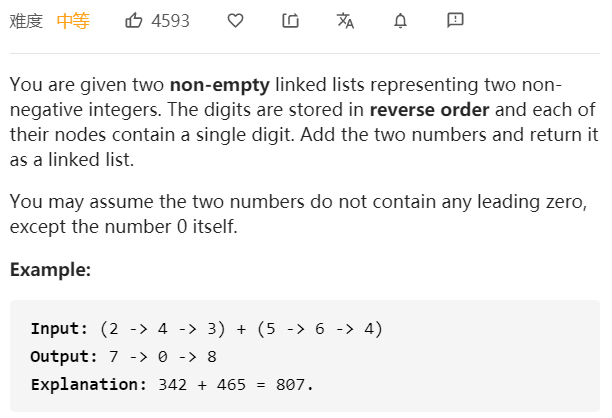 难度 中等 4593
You are given two non-empty linked lists representing two non-
negative integers. The digits are stored in reverse order and each of
their nodes contain a single digit. Add the two numbers and return it
as a linked list.
You may assume the two numbers do not contain any leading zero,
except the number 0 itself.
Example:
Input: (2 -> 4 -> 3) + (5 -> 6 -> 4)
Output: 7 -> 0 -> 8
Explanation: 342 + 465 = 807.